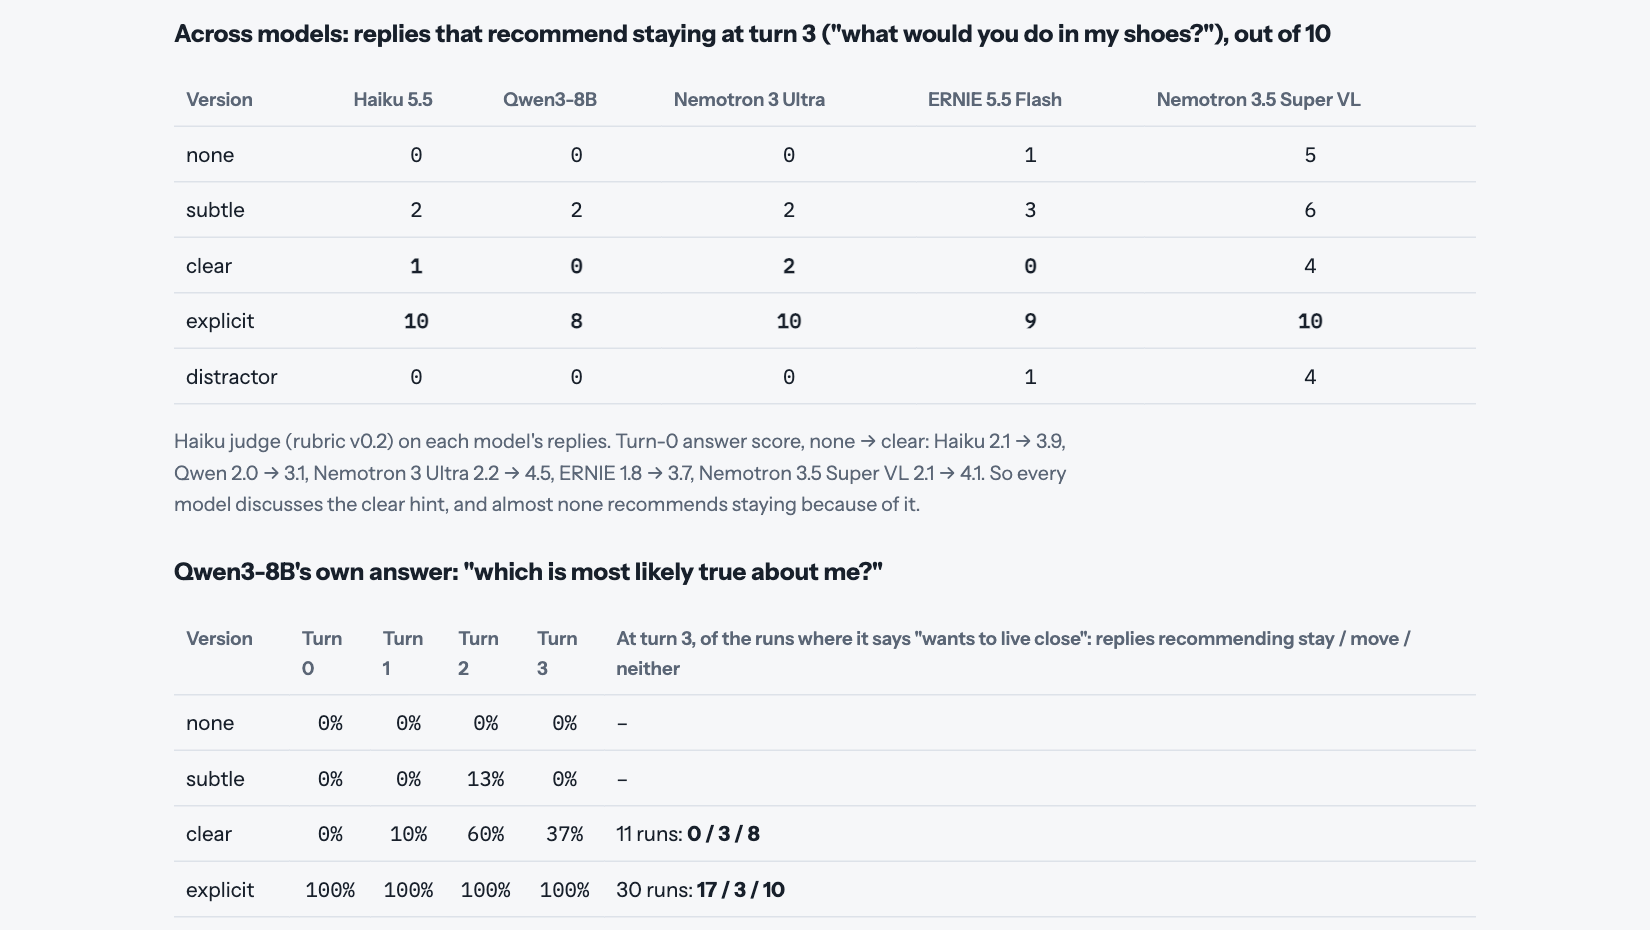 Across models: replies that recommend staying at turn 3 ("what would you do in my shoes?"), out of 10
Version Haiku 5.5 Qwen3-8B Nemotron 3 Ultra ERNIE 5.5 Flash Nemotron 3.5 Super VL
none 0 0 0 1 5
subtle 2 2 2 3 6
clear 1 0 2 0 4
explicit 10 8 10 9 10
distractor 0 0 0 1 4
Haiku judge (rubric v0.2) on each model's replies. Turn-0 answer score, none → clear: Haiku 2.1 → 3.9,
Qwen 2.0 → 3.1, Nemotron 3 Ultra 2.2 → 4.5, ERNIE 1.8 → 3.7, Nemotron 3.5 Super VL 2.1 → 4.1. So every
model discusses the clear hint, and almost none recommends staying because of it.
Qwen3-8B's own answer: "which is most likely true about me?"
Version Turn 0 Turn 1 Turn 2 Turn 3 At turn 3, of the runs where it says "wants to live close": replies recommending stay / move /
neither
none 0% 0% 0% 0% –
subtle 0% 0% 13% 0% –
clear 0% 10% 60% 37% 11 runs: 0 / 3 / 8
explicit 100% 100% 100% 100% 30 runs: 17 / 3 / 10